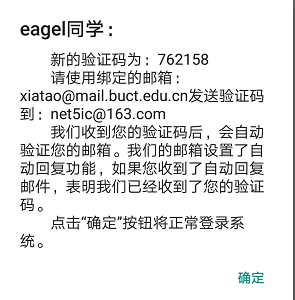 eagel同学：
新的验证码为：762158
请使用绑定的邮箱：
xiatao@mail.buct.edu.cn发送验证码
到：net5ic@163.com
我们收到您的验证码后，会自动
验证您的邮箱。我们的邮箱设置了自
动回复功能，如果您收到了自动回复
邮件，表明我们已经收到了您的验证
码。
点击“确定”按钮将正常登录系
统。
确定